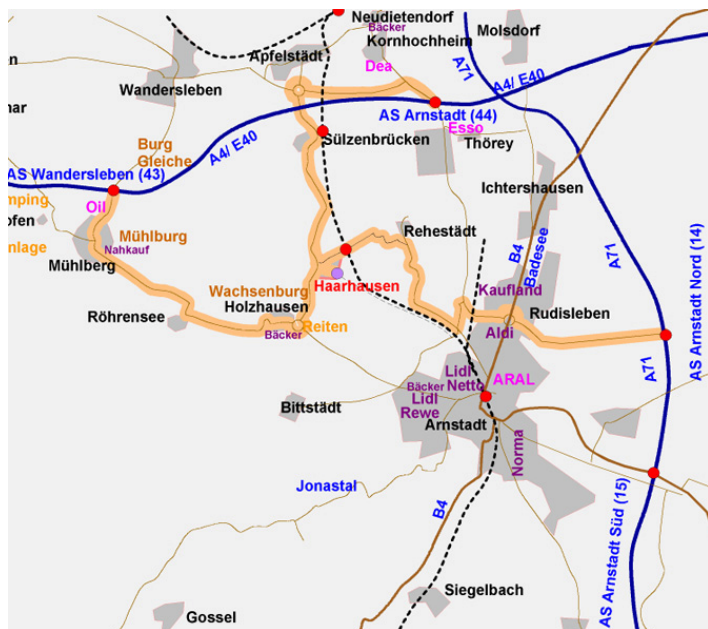 Neudietendorf
Bäcker
Kornhochheim
Molsdorf
Apfelstädt
Dea
A71
A4/ E40
Wandersleben
AS Arnstadt (44)
Esso
Thörey
Sülzenbrücken
A4/ E40
Burg
Gleiche
AS Wandersleben (43)
Ichtershausen
mping
Oil
ofen
nlage
Mühlburg
Nahkauf
Mühlberg
Rehestädt
B4
Badesee
A71
AS Arnstadt Nord (14)
Haarhausen
Kaufland
Wachsenburg
Holzhausen
Röhrensee
Bäcker
Reiten
Rudisleben
Aldi
Lidl
Netto
ARAL
Bäcker
Lidl
Rewe
A71
Bittstädt
Arnstadt
Norma
Jonastal
B4
AS Arnstadt Süd (15)
Siegelbach
Gossel